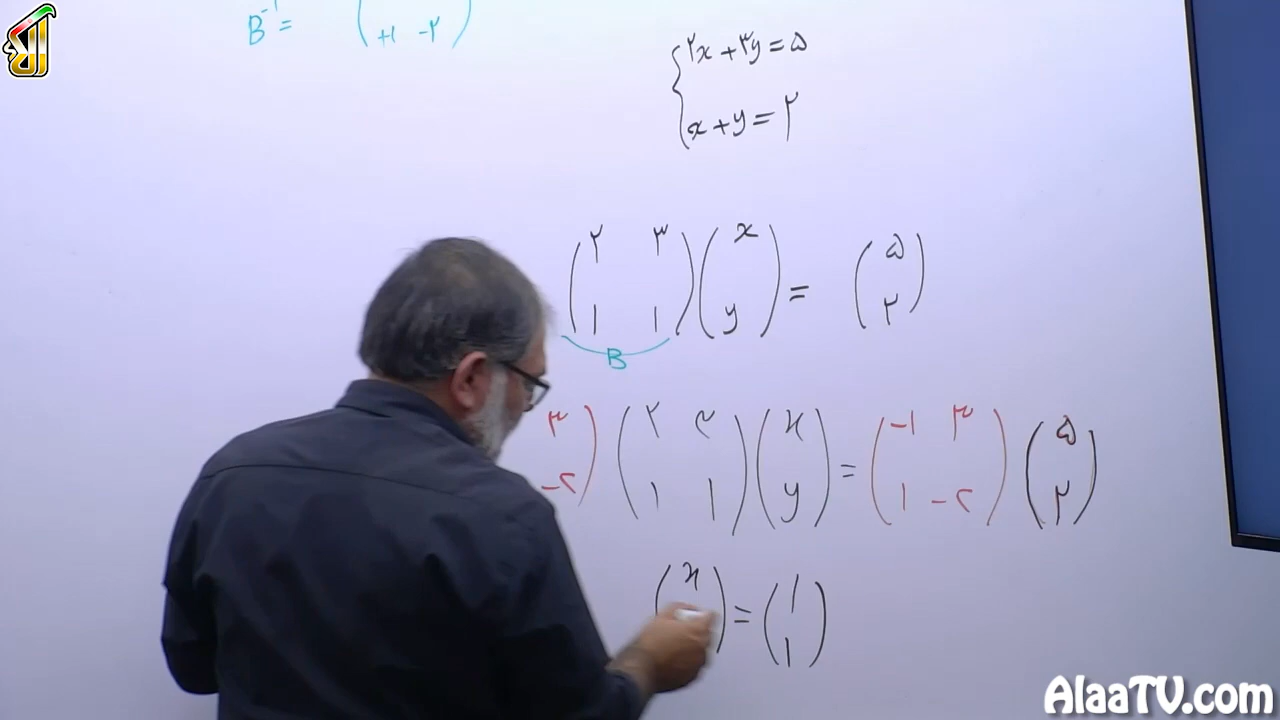 آلا
B⁻¹ = ( +۱ -۲ )
{ ۲x + ۳y = ۵
x + y = ۲
( ۲ ۳ ) ( x ) = ( ۵ )
( ۱ ۱ ) ( y ) ( ۲ )
B
۳ ) ( ۲ ۳ ) ( x ) = ( -۱ ۳ ) ( ۵ )
-۲ ) ( ۱ ۱ ) ( y ) ( ۱ -۲ ) ( ۲ )
( x ) = ( ۱ )
( ۱ )
AlaaTV.com